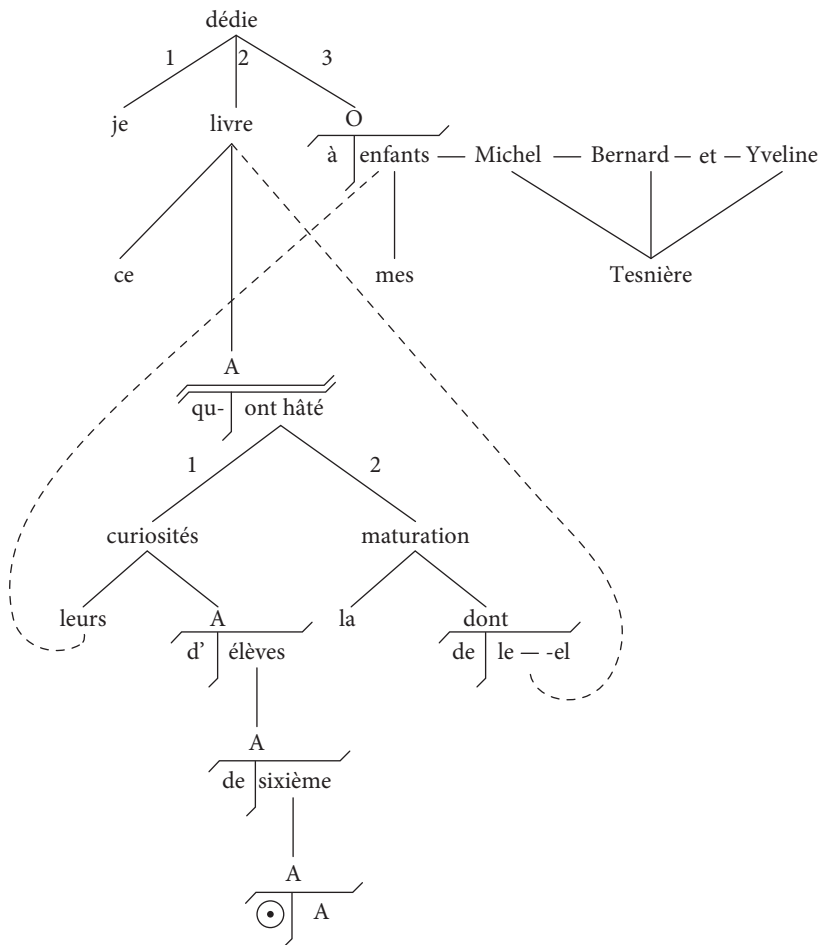 dédie
1 2 3
je livre O
à enfants — Michel — Bernard — et — Yveline
ce mes Tesnière
A
qu- ont hâté
1 2
curiosités maturation
leurs A la dont
d' élèves de le — -el
A
de sixième
A
A